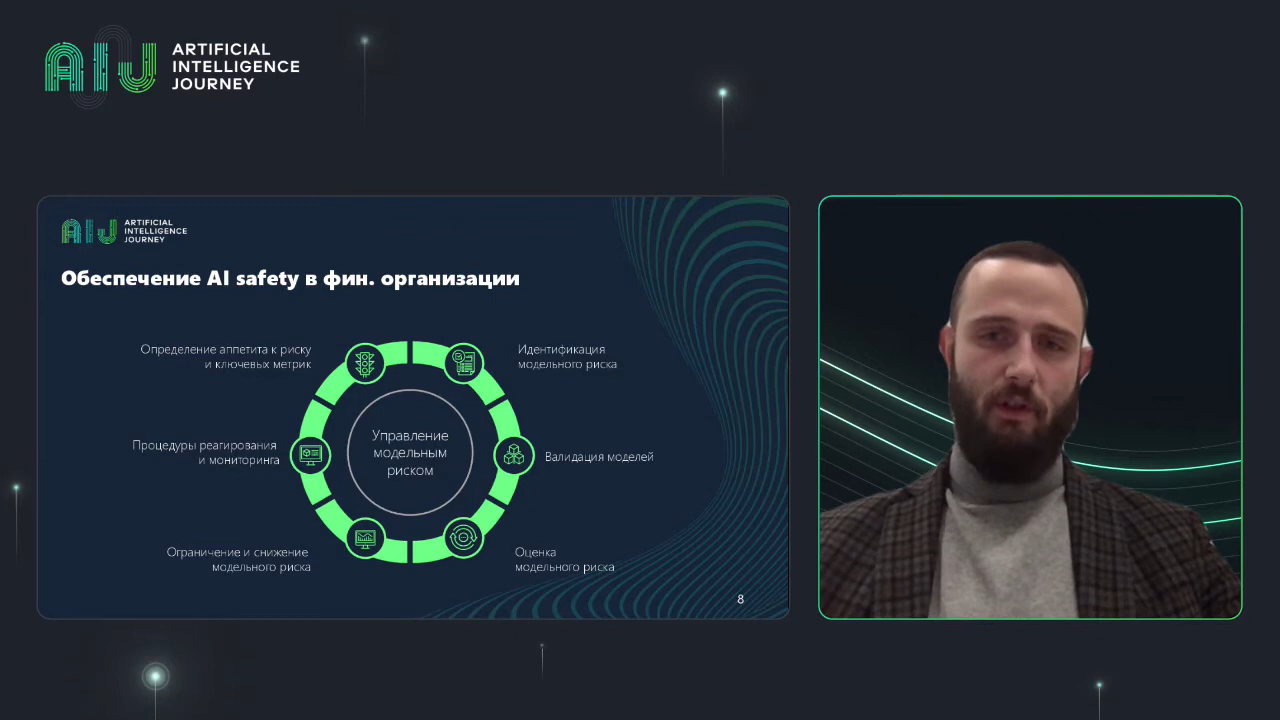 ARTIFICIAL
INTELLIGENCE
JOURNEY
AIJ
ARTIFICIAL
INTELLIGENCE
JOURNEY
Обеспечение AI safety в фин. организации
Определение аппетита к риску
и ключевых метрик
Идентификация
модельного риска
Процедуры реагирования
и мониторинга
Управление
модельным
риском
Валидация моделей
Ограничение и снижение
модельного риска
Оценка
модельного риска
8